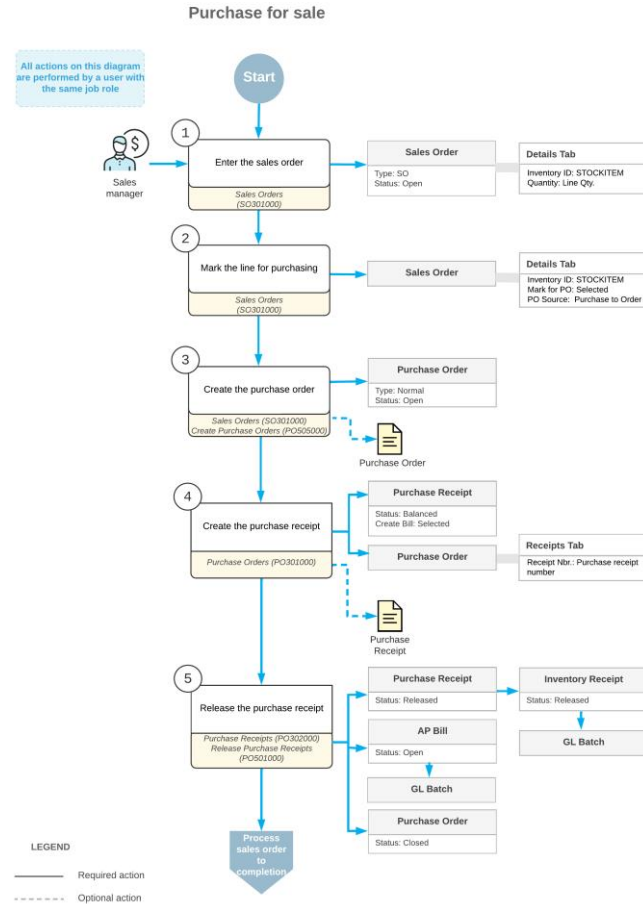 Purchase for sale
All actions on this diagram
are performed by a user with
the same job role
Start
1
Enter the sales order
Sales Orders
(SO301000)
Sales
manager
Sales Order
Type: SO
Status: Open
Details Tab
Inventory ID: STOCKITEM
Quantity: Line Qty.
2
Mark the line for purchasing
Sales Orders
(SO301000)
Sales Order
Details Tab
Inventory ID: STOCKITEM
Mark for PO: Selected
PO Source: Purchase to Order
3
Create the purchase order
Sales Orders (SO301000)
Create Purchase Orders (PO505000)
Purchase Order
Type: Normal
Status: Open
Purchase Order
4
Create the purchase receipt
Purchase Orders (PO301000)
Purchase Receipt
Status: Balanced
Create Bill: Selected
Purchase Order
Receipts Tab
Receipt Nbr.: Purchase receipt
number
Purchase
Receipt
5
Release the purchase receipt
Purchase Receipts (PO302000)
Release Purchase Receipts
(PO501000)
Purchase Receipt
Status: Released
Inventory Receipt
Status: Released
GL Batch
AP Bill
Status: Open
GL Batch
Purchase Order
Status: Closed
Process
sales order
to
completion
LEGEND
Required action
Optional action